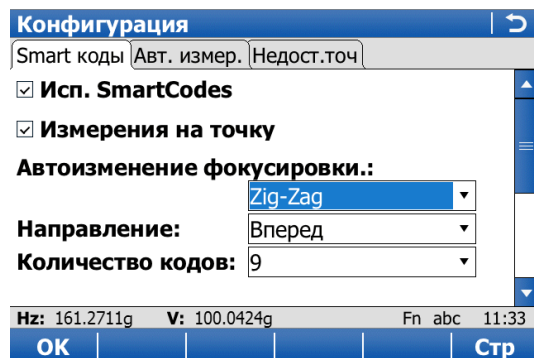 Конфигурация
Smart коды Авт. измер. Недост.точ
Исп. SmartCodes
Измерения на точку
Автоизменение фокусировки.:
Zig-Zag
Направление: Вперед
Количество кодов: 9
Hz: 161.2711g V: 100.0424g Fn abc 11:33
OK Стр